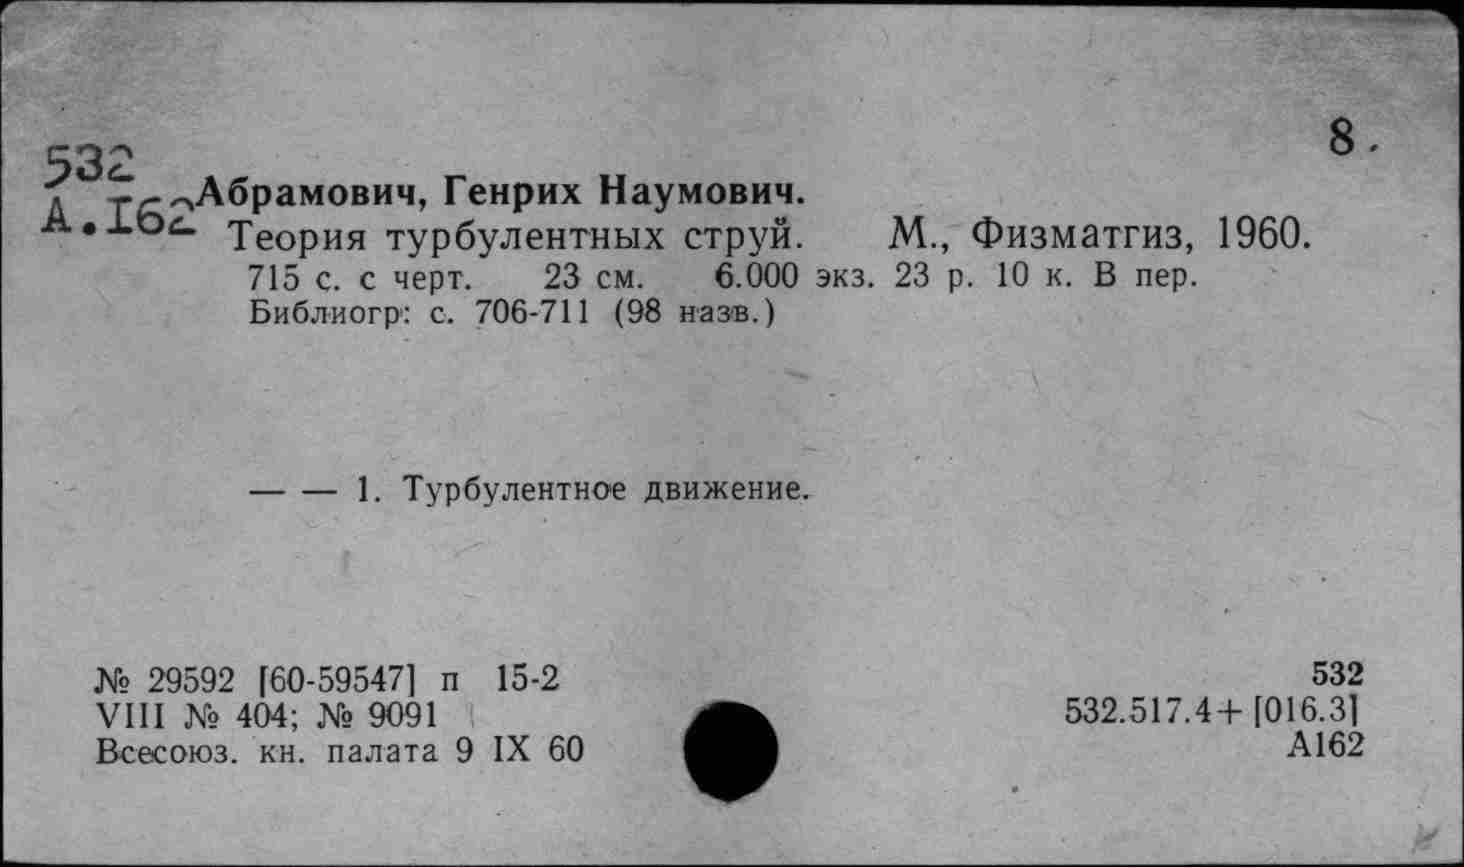 8.
532
А.162
Абрамович, Генрих Наумович.
Теория турбулентных струй. М., Физматгиз, 1960.
715 с. с черт. 23 см. 6.000 экз. 23 р. 10 к. В пер.
Библиогр: с. 706-711 (98 назв.)
— — 1. Турбулентное движение.
№ 29592 [60-59547] п 15-2
VIII № 404; № 9091
Всесоюз. кн. палата 9 IX 60
532
532.517.4+[016.3]
А162